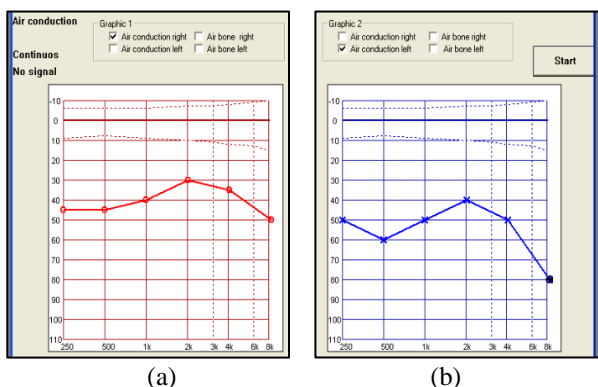 Air conduction
Continuos
No signal
Graphic 1
Air conduction right
Air bone right
Air conduction left
Air bone left
-10
0
10
20
30
40
50
60
70
80
90
100
110
250
500
1k
2k
3k
4k
6k
8k
(a)
Graphic 2
Air conduction right
Air bone right
Air conduction left
Air bone left
Start
-10
0
10
20
30
40
50
60
70
80
90
100
110
250
500
1k
2k
3k
4k
6k
8k
(b)